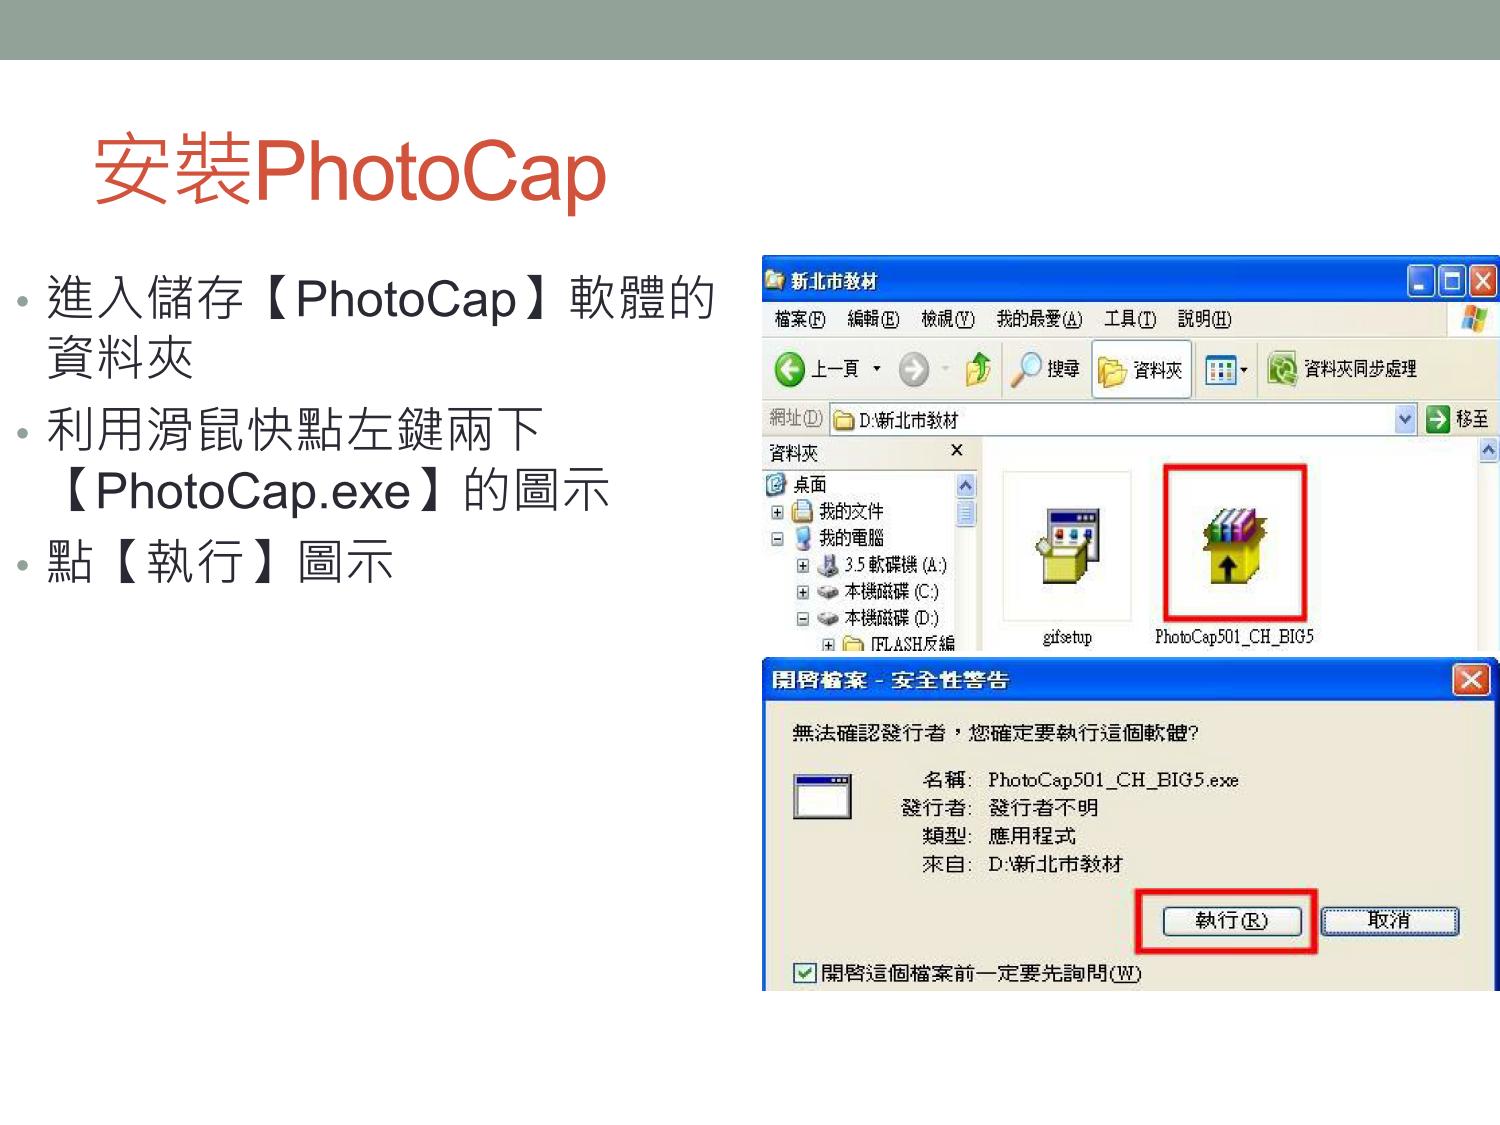 安裝PhotoCap
• 進入儲存【PhotoCap】軟體的
資料夾
• 利用滑鼠快點左鍵兩下
【PhotoCap.exe】的圖示
• 點【執行】圖示
新北市教材
檔案(F) 編輯(E) 檢視(V) 我的最愛(A) 工具(T) 說明(H)
上一頁 搜尋 資料夾 資料夾同步處理
網址(D) D:\新北市教材 移至
資料夾
桌面
我的文件
我的電腦
3.5 軟碟機 (A:)
本機磁碟 (C:)
本機磁碟 (D:)
[FLASH反編
gifsetup PhotoCap501_CH_BIG5
開啓檔案 - 安全性警告
無法確認發行者，您確定要執行這個軟體?
名稱: PhotoCap501_CH_BIG5.exe
發行者: 發行者不明
類型: 應用程式
來自: D:\新北市教材
執行(R) 取消
開啓這個檔案前一定要先詢問(W)